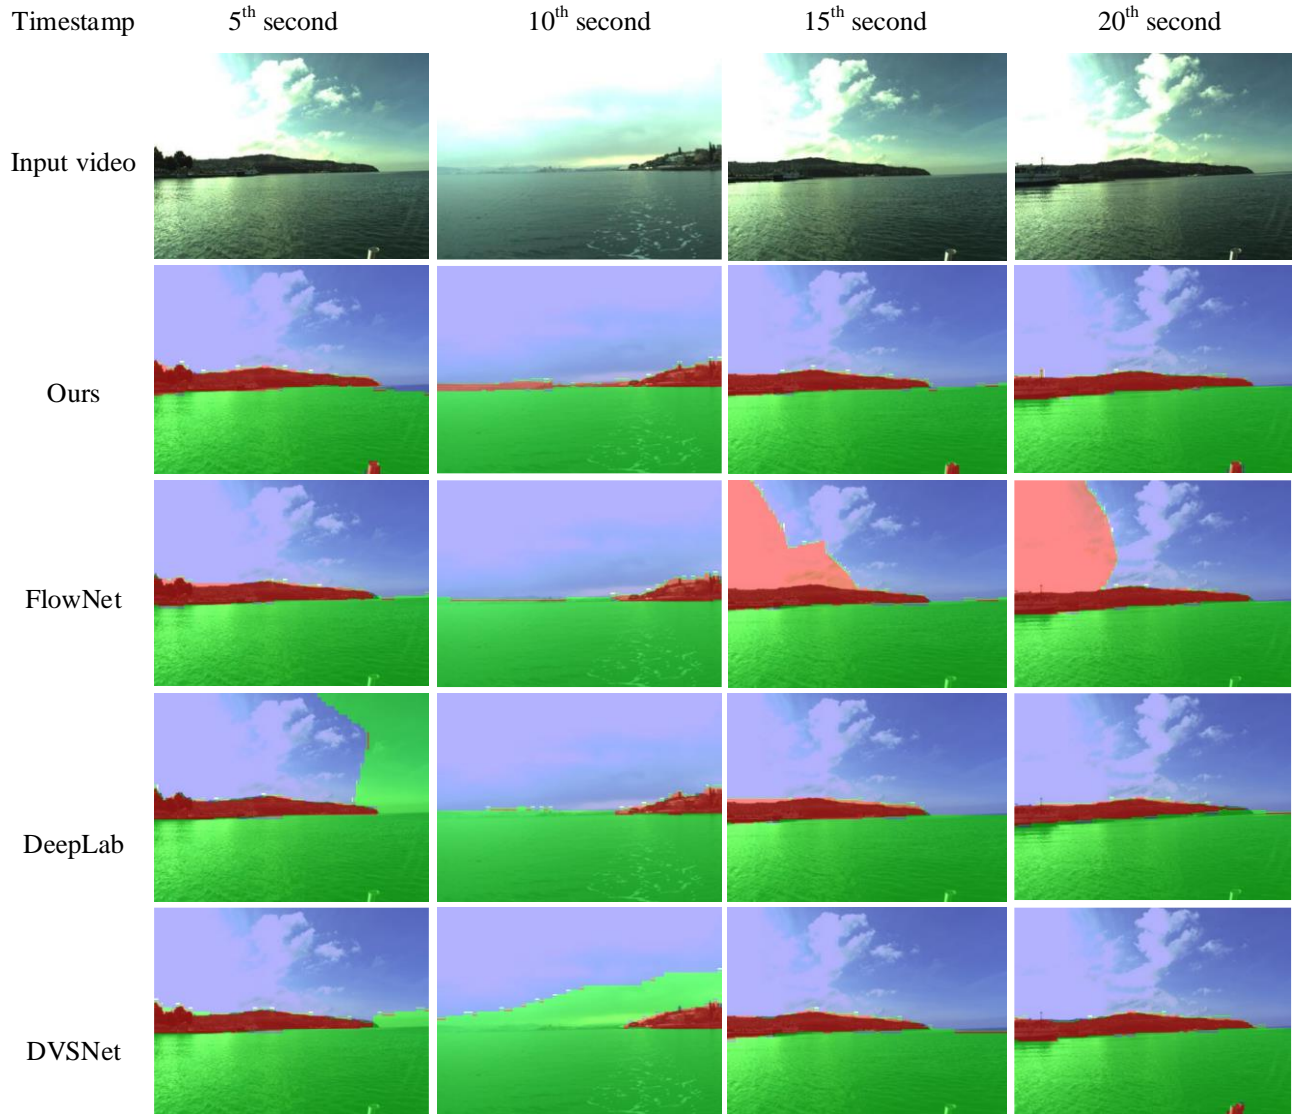 Timestamp 5th second 10th second 15th second 20th second
Input video
Ours
FlowNet
DeepLab
DVSNet